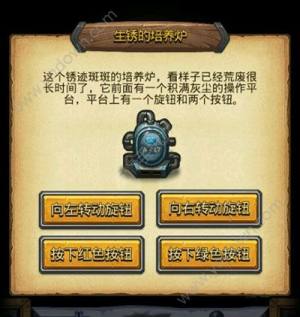 生锈的培养炉
这个锈迹斑斑的培养炉，看样子已经荒废很
长时间了，它前面有一个积满灰尘的操作平
台，平台上有一个旋钮和两个按钮。
向左转动旋钮
向右转动旋钮
按下红色按钮
按下绿色按钮